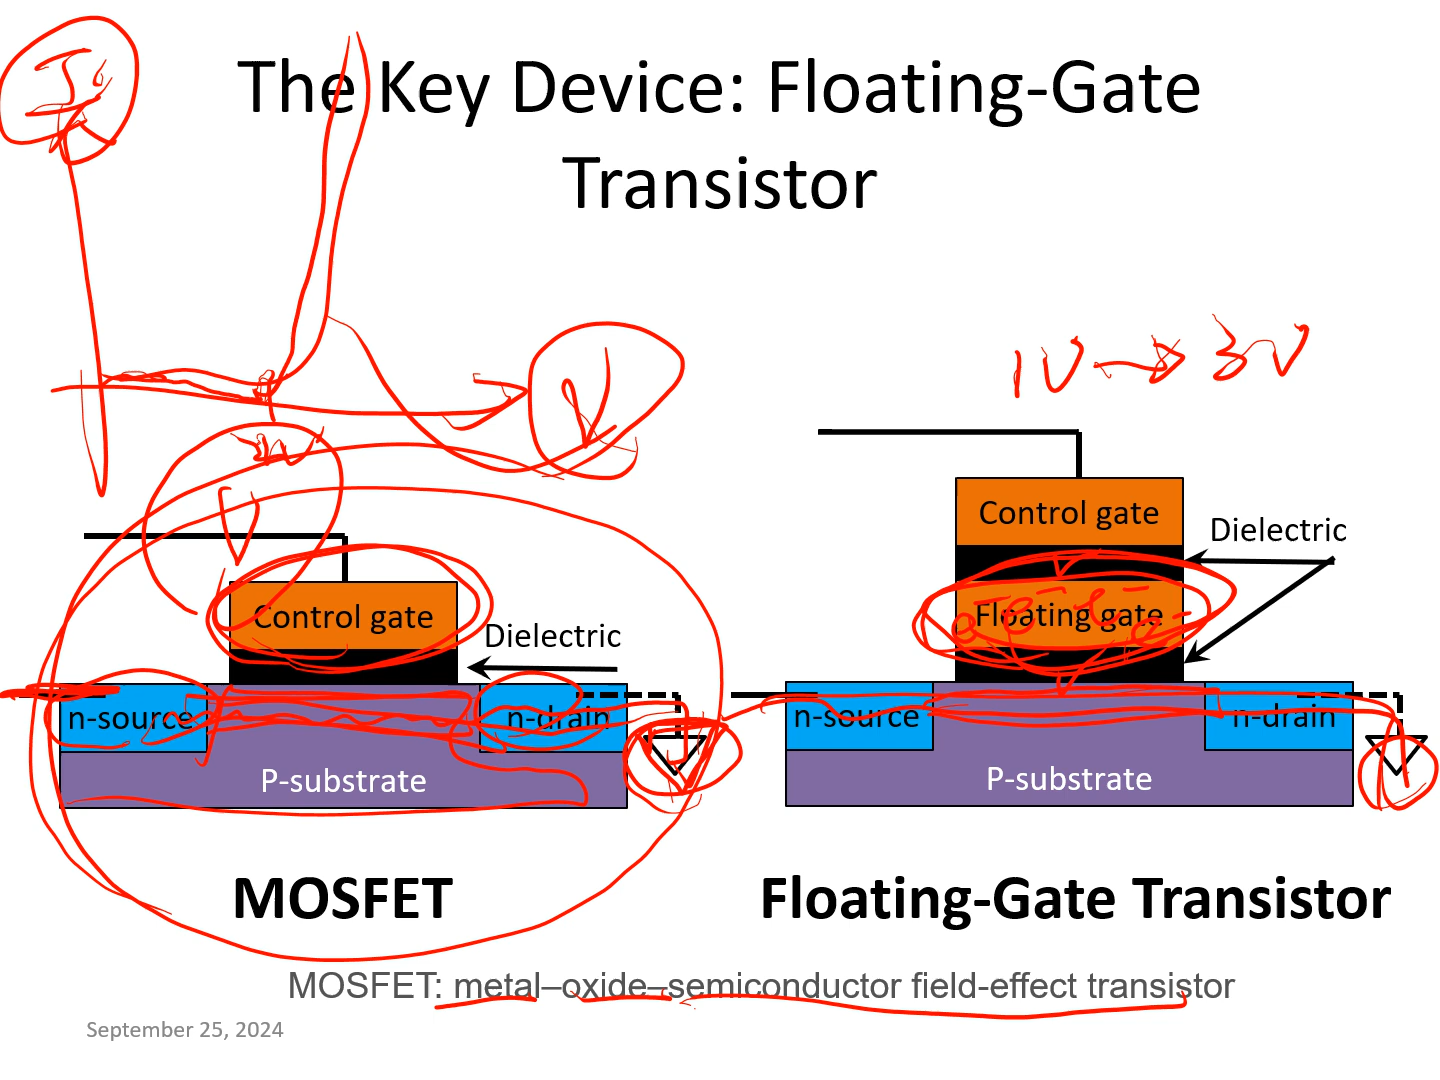 The Key Device: Floating-Gate
Transistor
1V → 3V
Control gate
Dielectric
n-source
n-drain
P-substrate
MOSFET
Control gate
Dielectric
Floating gate
e⁻ e⁻ e⁻
n-source
n-drain
P-substrate
Floating-Gate Transistor
MOSFET: metal–oxide–semiconductor field-effect transistor
September 25, 2024